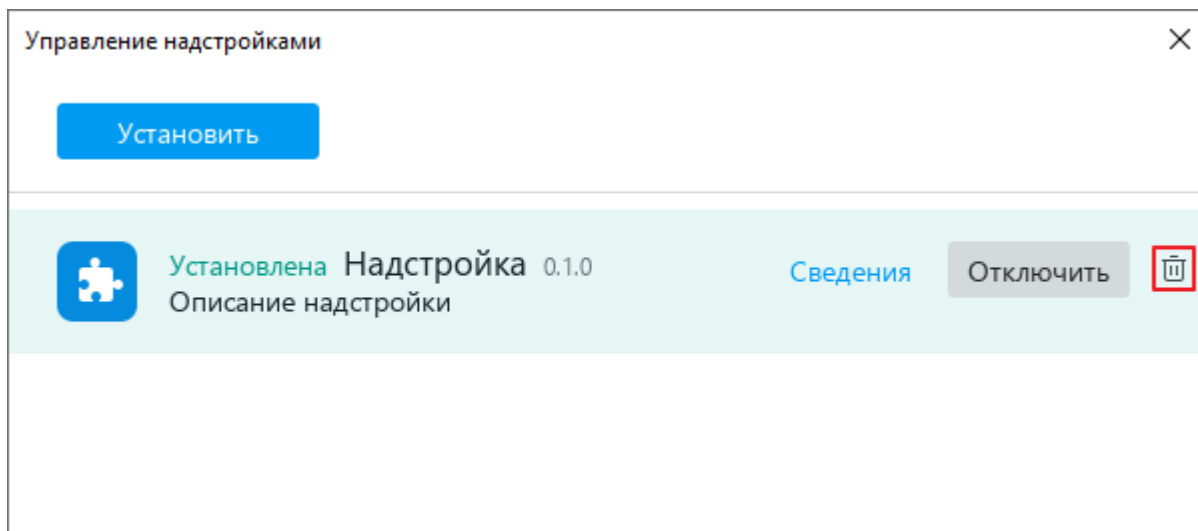 Управление надстройками
Установить
Установлена Надстройка 0.1.0
Описание надстройки
Сведения
Отключить